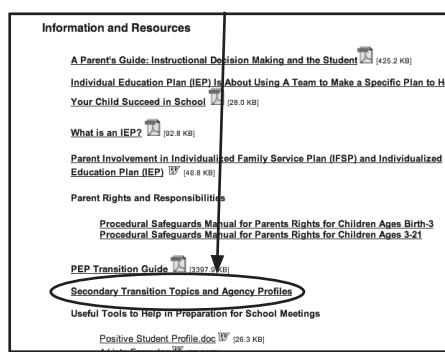 Information and Resources
A Parent's Guide: Instructional Decision Making and the Student [425.2 KB]
Individual Education Plan (IEP) Is About Using A Team to Make a Specific Plan to H
Your Child Succeed in School [28.0 KB]
What is an IEP? [92.8 KB]
Parent Involvement in Individualized Family Service Plan (IFSP) and Individualized
Education Plan (IEP) [46.8 KB]
Parent Rights and Responsibilities
Procedural Safeguards Manual for Parents Rights for Children Ages Birth-3
Procedural Safeguards Manual for Parents Rights for Children Ages 3-21
PEP Transition Guide [3397.9 KB]
Secondary Transition Topics and Agency Profiles
Useful Tools to Help in Preparation for School Meetings
Positive Student Profile.doc [26.3 KB]